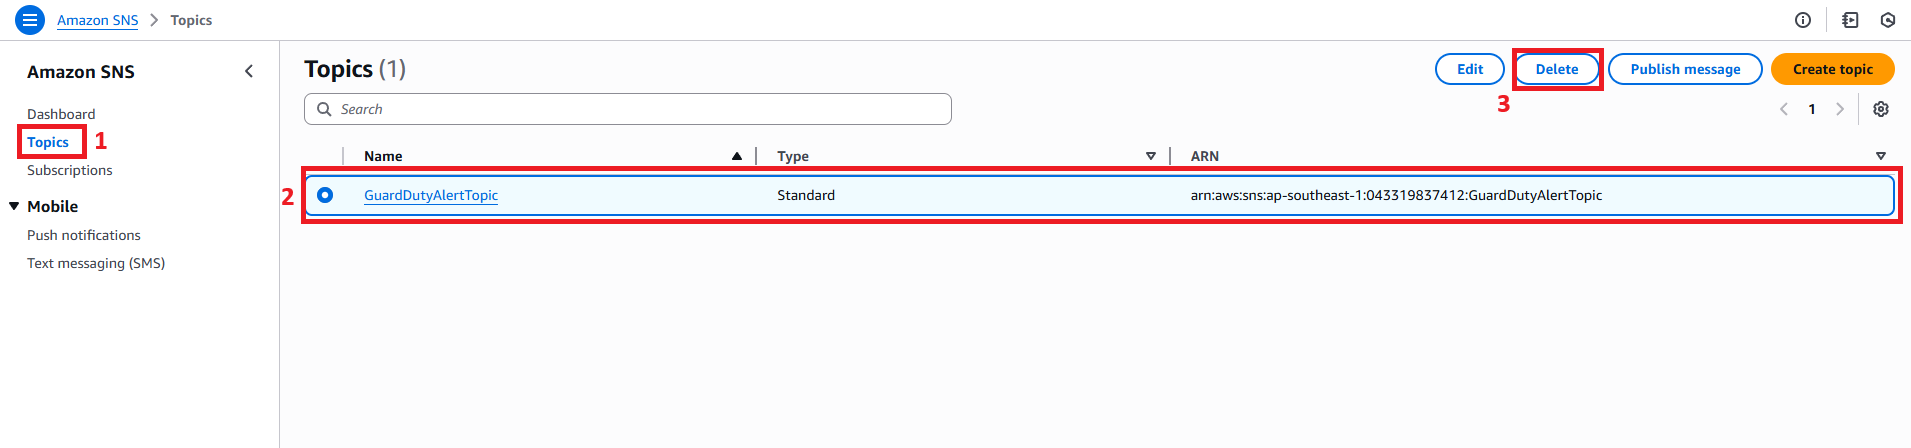 Amazon SNS > Topics
Amazon SNS
Dashboard
Topics 1
Subscriptions
Mobile
Push notifications
Text messaging (SMS)
Topics (1)
Edit Delete Publish message Create topic
3
Search
1
Name Type ARN
2 GuardDutyAlertTopic Standard arn:aws:sns:ap-southeast-1:043319837412:GuardDutyAlertTopic